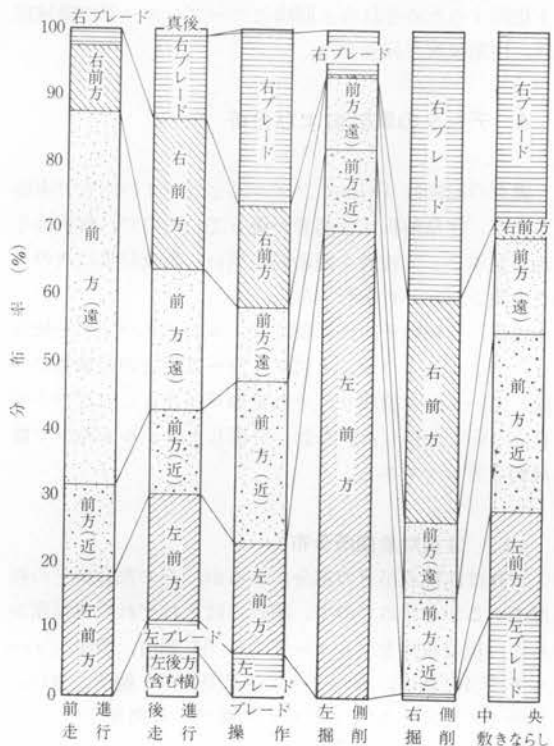 分布率 (%)
100
90
80
70
60
50
40
30
20
10
0
右ブレード
右前方
前方(遠)
前方(近)
左前方
前進走行
真後
右ブレード
右前方
前方(遠)
前方(近)
左前方
左ブレード
左後方
(含む横)
後進走行
右ブレード
右前方
前方(遠)
前方(近)
左前方
左ブレード
ブレード操作
右ブレード
前方(遠)
前方(近)
左前方
左側掘削
右ブレード
右前方
前方(遠)
前方(近)
右側掘削
右ブレード
右前方
前方(遠)
前方(近)
左前方
左ブレード
中央
敷きならし